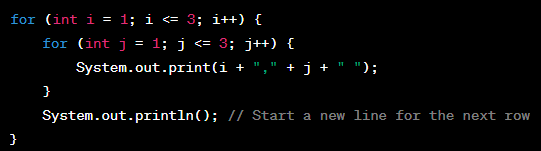 for (int i = 1; i <= 3; i++) {
    for (int j = 1; j <= 3; j++) {
        System.out.print(i + "," + j + " ");
    }
    System.out.println(); // Start a new line for the next row
}